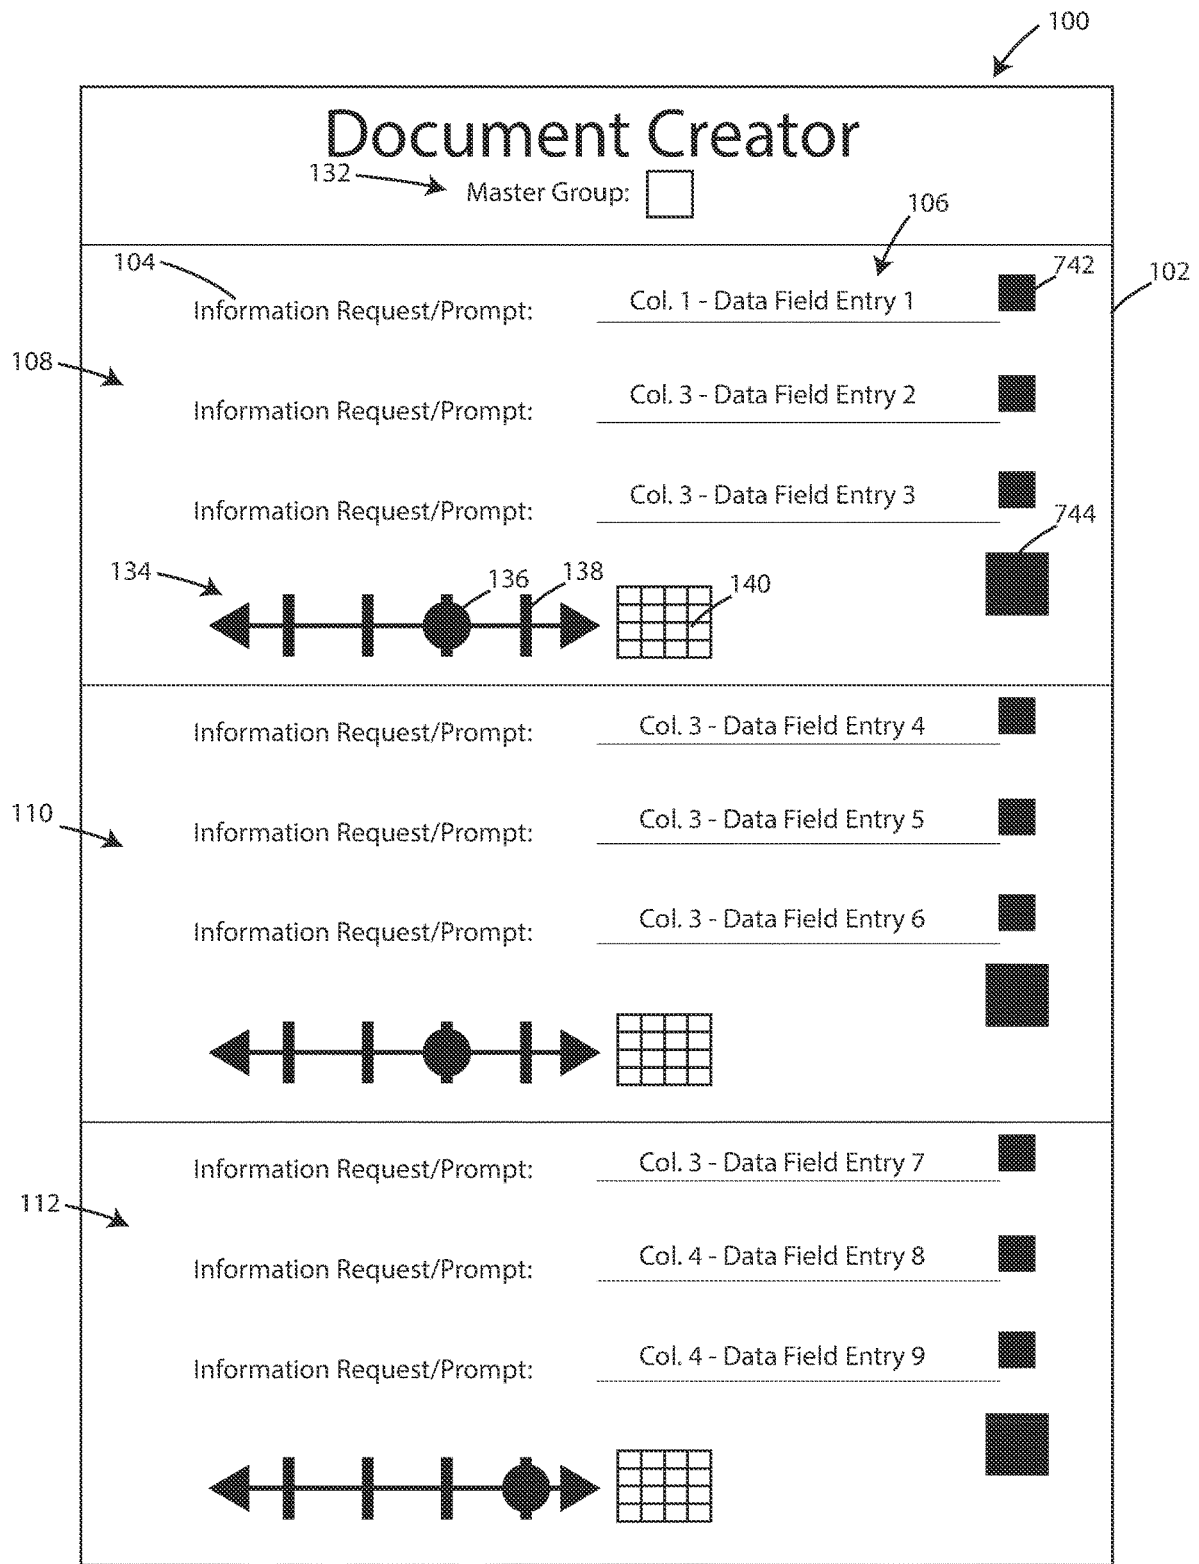 100
Document Creator
132
Master Group:
106
104
742
102
Information Request/Prompt: Col. 1 - Data Field Entry 1
108
Information Request/Prompt: Col. 3 - Data Field Entry 2
Information Request/Prompt: Col. 3 - Data Field Entry 3
744
134
136
138
140
Information Request/Prompt: Col. 3 - Data Field Entry 4
110
Information Request/Prompt: Col. 3 - Data Field Entry 5
Information Request/Prompt: Col. 3 - Data Field Entry 6
Information Request/Prompt: Col. 3 - Data Field Entry 7
112
Information Request/Prompt: Col. 4 - Data Field Entry 8
Information Request/Prompt: Col. 4 - Data Field Entry 9